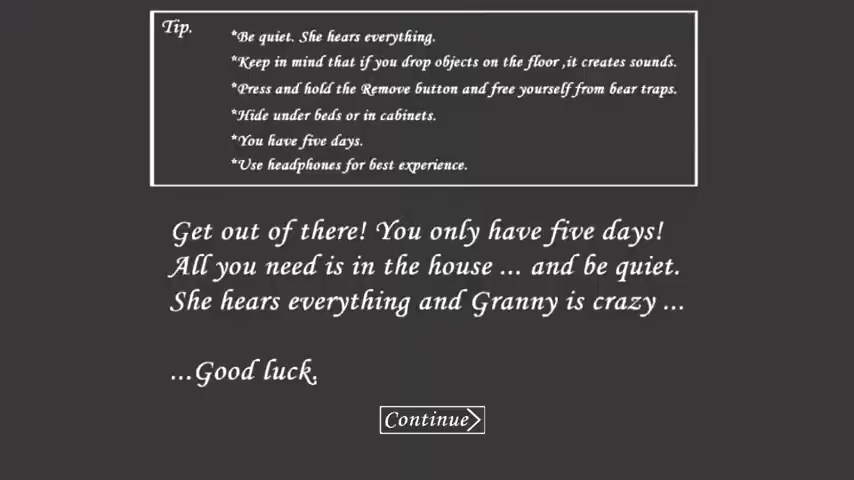 Tip.
*Be quiet. She hears everything.
*Keep in mind that if you drop objects on the floor ,it creates sounds.
*Press and hold the Remove button and free yourself from bear traps.
*Hide under beds or in cabinets.
*You have five days.
*Use headphones for best experience.
Get out of there! You only have five days!
All you need is in the house ... and be quiet.
She hears everything and Granny is crazy ...
...Good luck.
Continue